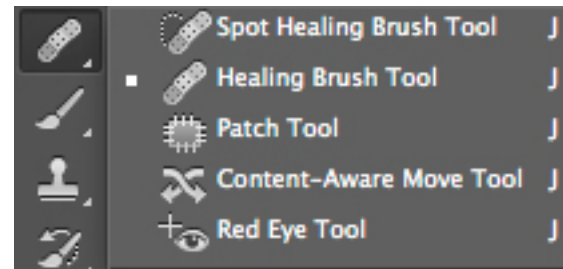 Spot Healing Brush Tool J
Healing Brush Tool J
Patch Tool J
Content-Aware Move Tool J
Red Eye Tool J